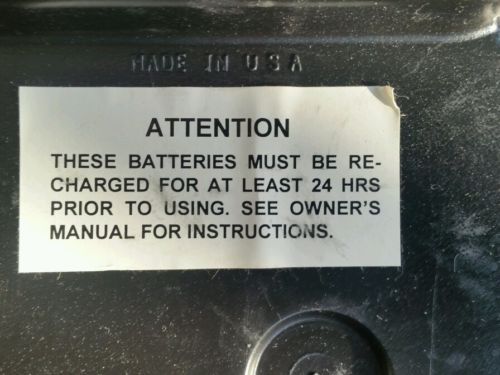 MADE IN USA
ATTENTION
THESE BATTERIES MUST BE RE-
CHARGED FOR AT LEAST 24 HRS
PRIOR TO USING. SEE OWNER'S
MANUAL FOR INSTRUCTIONS.